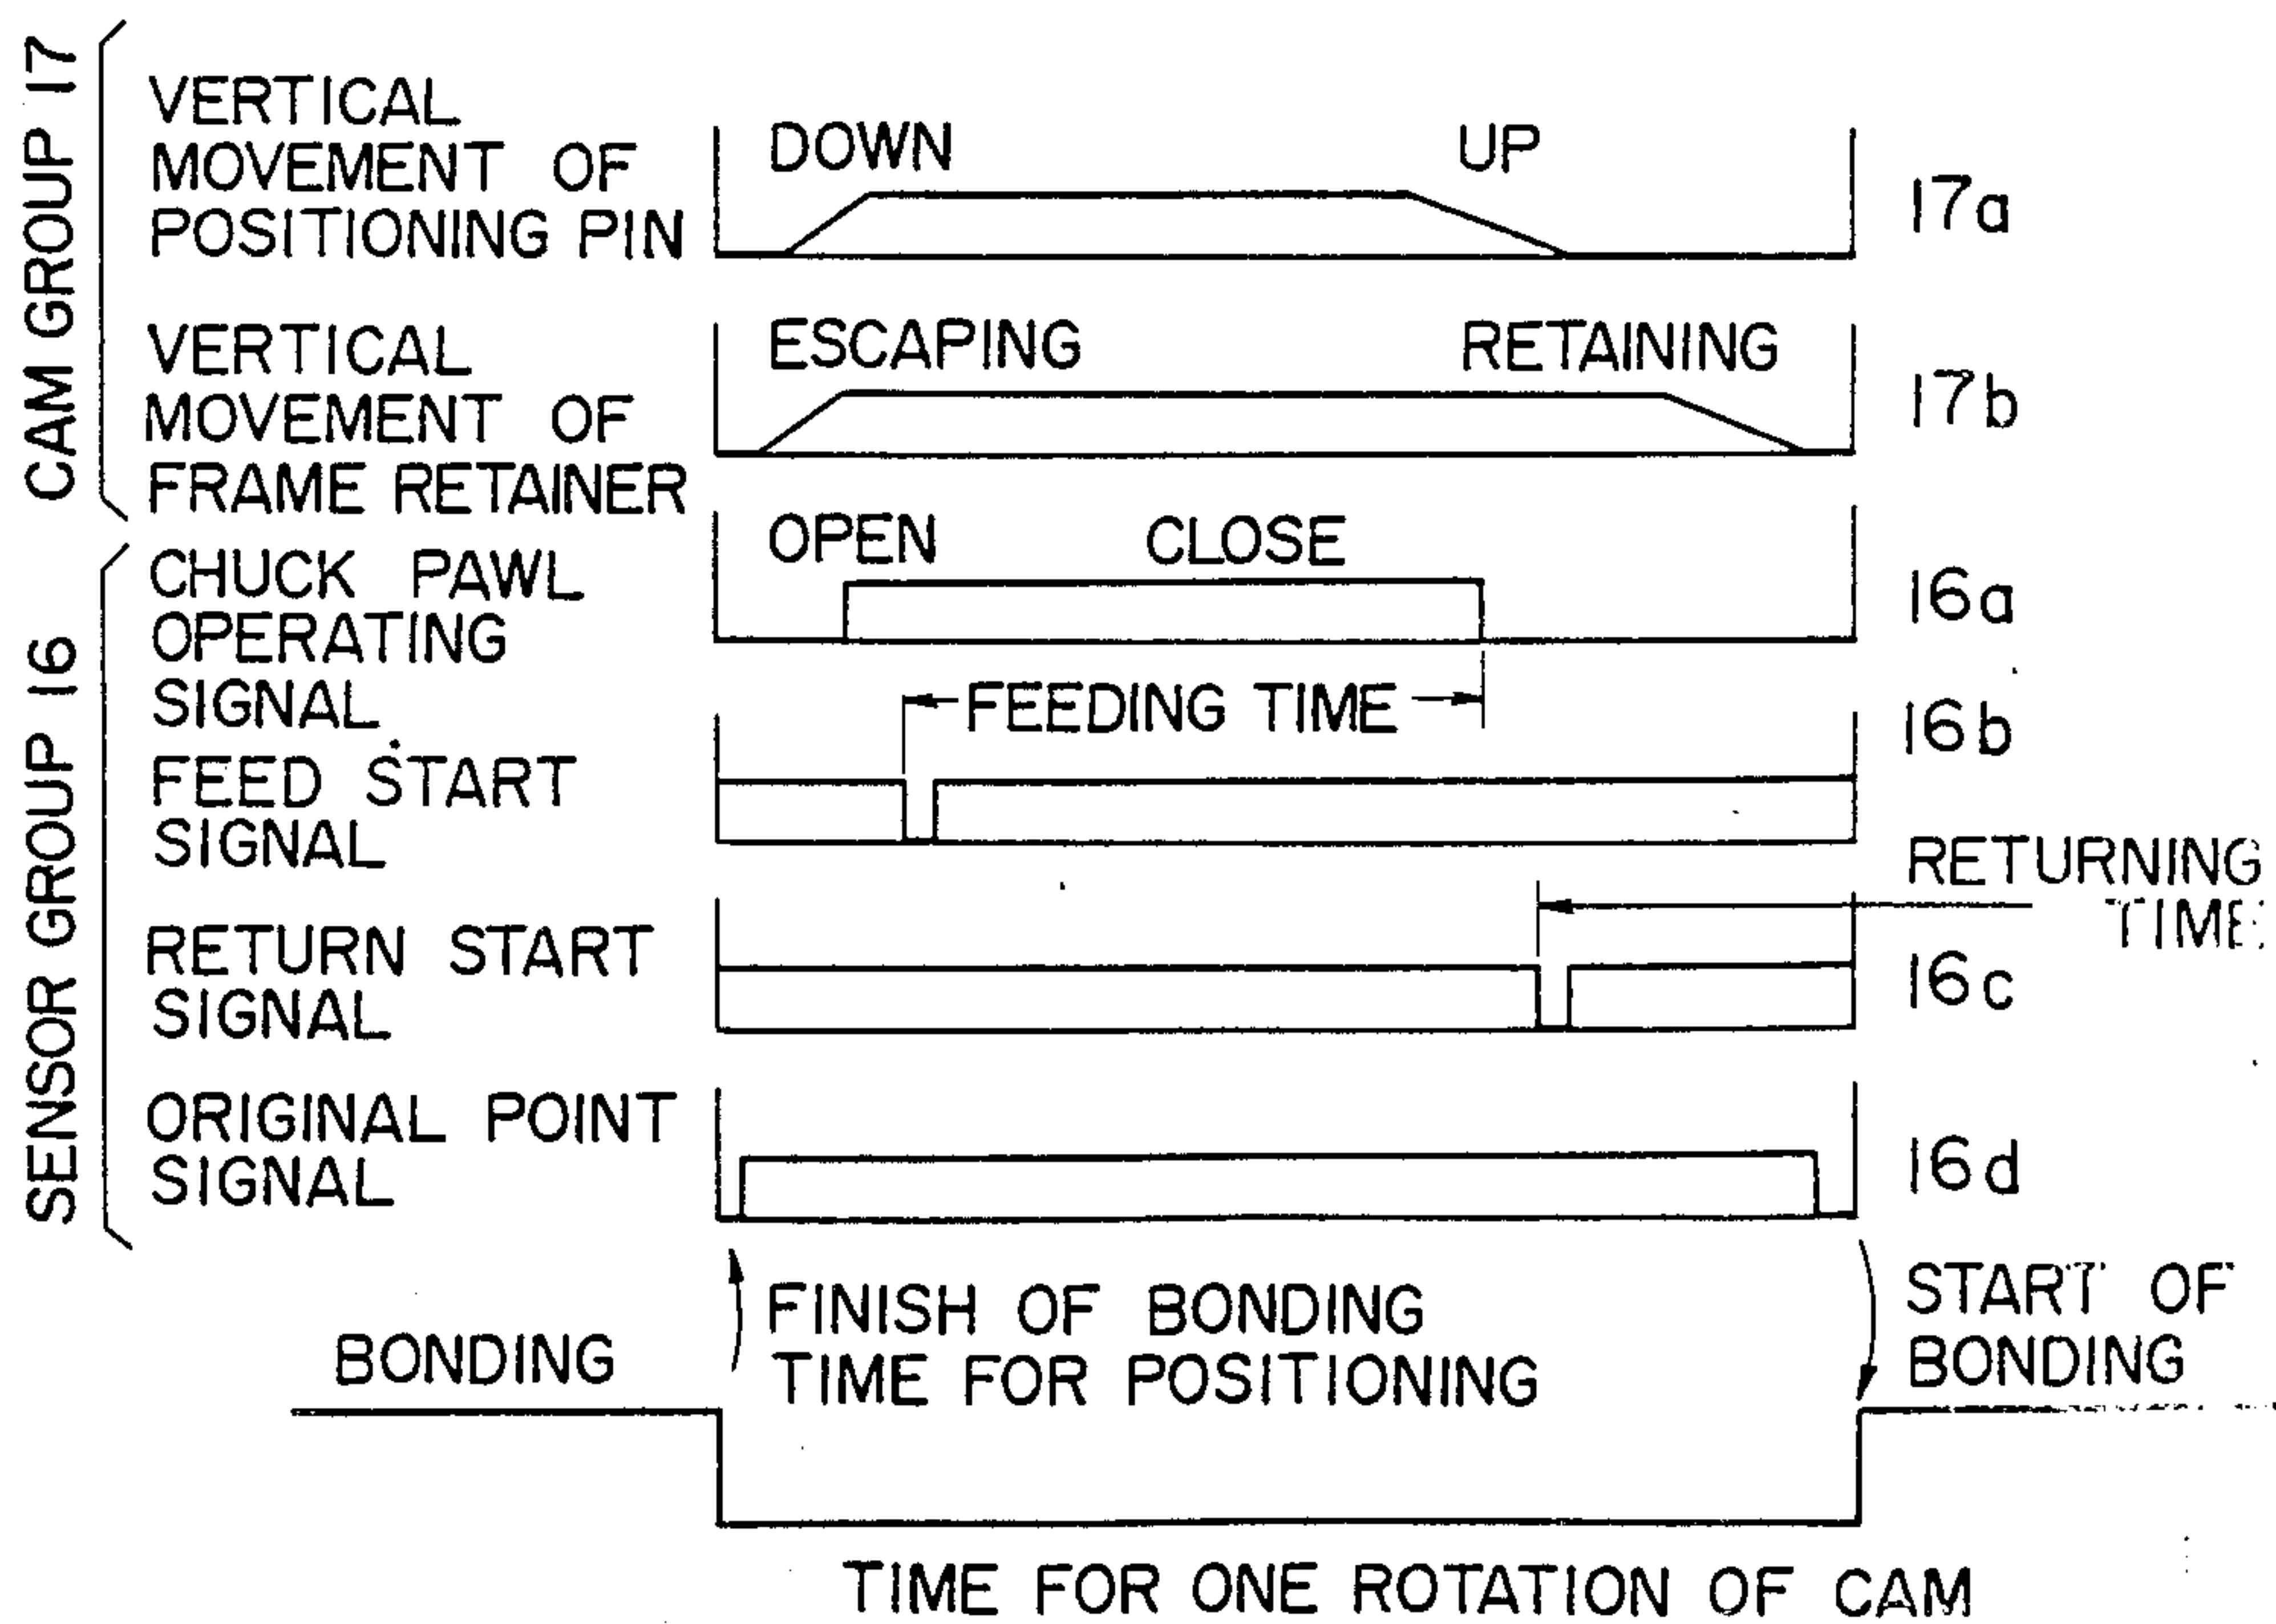 CAM GROUP 17
VERTICAL
MOVEMENT OF
POSITIONING PIN
DOWN
UP
17a
VERTICAL
MOVEMENT OF
FRAME RETAINER
ESCAPING
RETAINING
17b
SENSOR GROUP 16
CHUCK PAWL
OPERATING
SIGNAL
OPEN
CLOSE
16a
FEEDING TIME
FEED START
SIGNAL
16b
RETURNING
TIME
RETURN START
SIGNAL
16c
ORIGINAL POINT
SIGNAL
16d
BONDING
FINISH OF BONDING
TIME FOR POSITIONING
START OF
BONDING
TIME FOR ONE ROTATION OF CAM